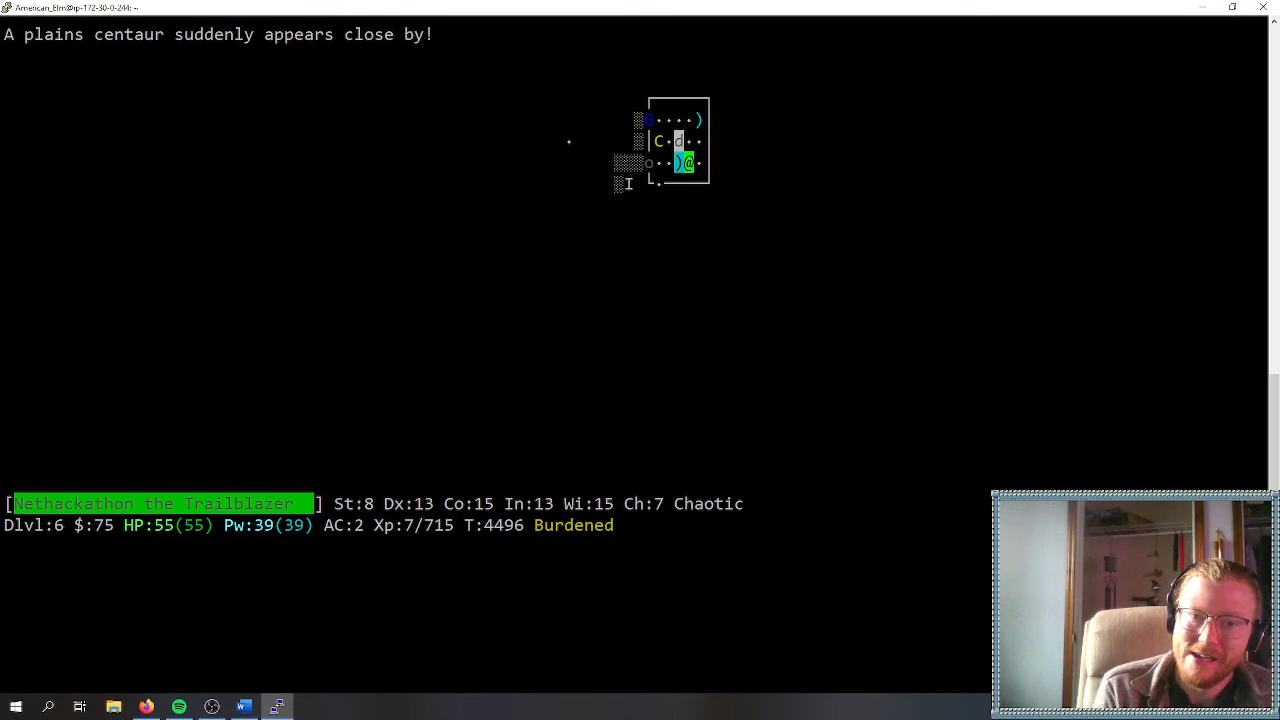 American_Elm@ip-172-30-0-244: ~
A plains centaur suddenly appears close by!
G....)
|C.d..
o..)@.
I
[Nethackathon the Trailblazer ] St:8 Dx:13 Co:15 In:13 Wi:15 Ch:7 Chaotic
Dlvl:6 $:75 HP:55(55) Pw:39(39) AC:2 Xp:7/715 T:4496 Burdened